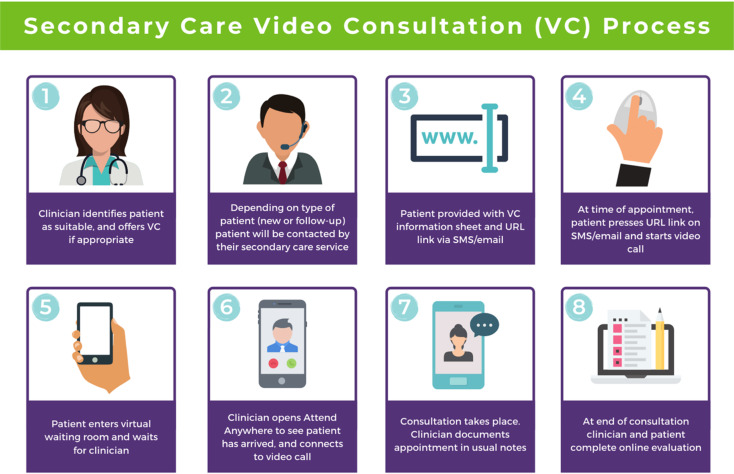 Secondary Care Video Consultation (VC) Process
1
Clinician identifies patient
as suitable, and offers VC
if appropriate
2
Depending on type of
patient (new or follow-up)
patient will be contacted by
their secondary care service
3
www.
Patient provided with VC
information sheet and URL
link via SMS/email
4
At time of appointment,
patient presses URL link on
SMS/email and starts video
call
5
Patient enters virtual
waiting room and waits
for clinician
6
Clinician opens Attend
Anywhere to see patient
has arrived, and connects
to video call
7
Consultation takes place.
Clinician documents
appointment in usual notes
8
At end of consultation
clinician and patient
complete online evaluation